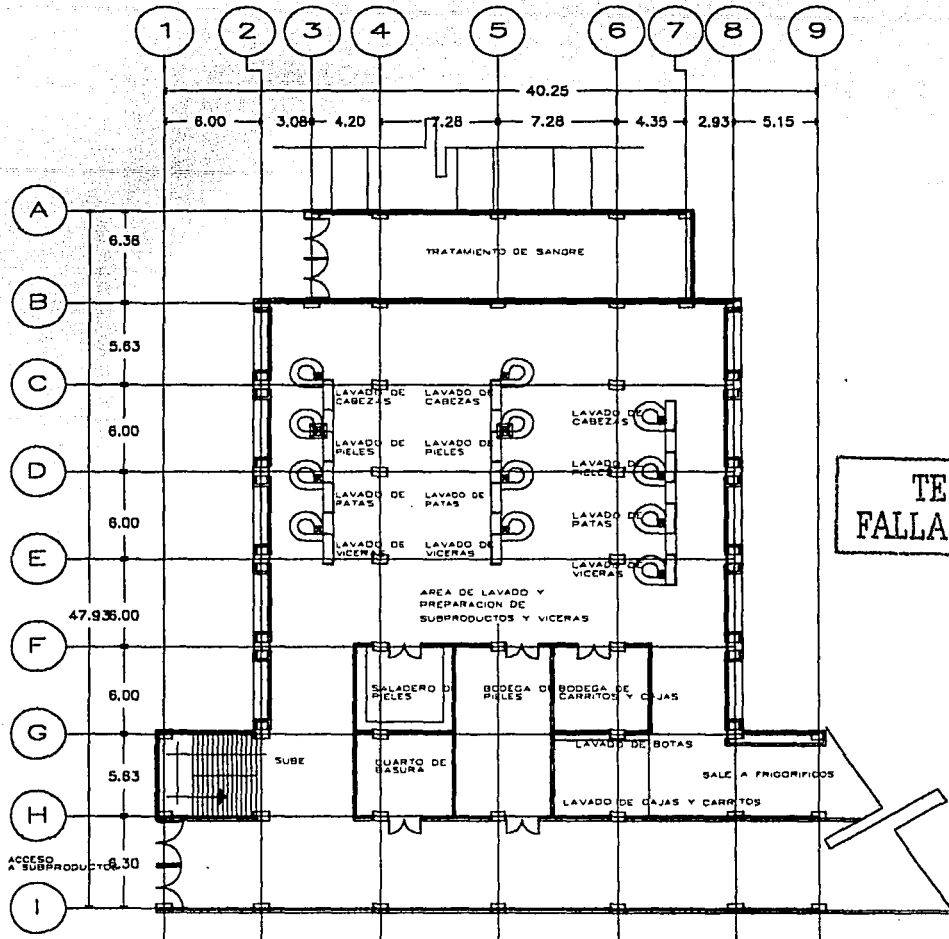 1 2 3 4 5 6 7 8 9
40.25
6.00 3.08 4.20 7.28 7.28 4.35 2.93 5.15
A
6.38
TRATAMIENTO DE SANGRE
B
5.63
C
LAVADO DE
CABEZAS
LAVADO DE
CABEZAS
LAVADO DE
CABEZAS
6.00
LAVADO DE
PIELES
LAVADO DE
PIELES
LAVADO DE
PIELES
D
TE
FALLA
LAVADO DE
PATAS
LAVADO DE
PATAS
LAVADO DE
PATAS
6.00
E
LAVADO DE
VICERAS
LAVADO DE
VICERAS
LAVADO DE
VICERAS
AREA DE LAVADO Y
PREPARACION DE
SUBPRODUCTOS Y VICERAS
47.93
6.00
F
6.00
SALADERO DE
PIELES
BODEGA DE
PIELES
BODEGA DE
CARRITOS Y CAJAS
G
LAVADO DE BOTAS
SUBE
CUARTO DE
BASURA
5.63
SALE A FRIGORIFICOS
LAVADO DE CAJAS Y CARRITOS
H
ACCESO
A SUBPRODUCTOS
6.30
I